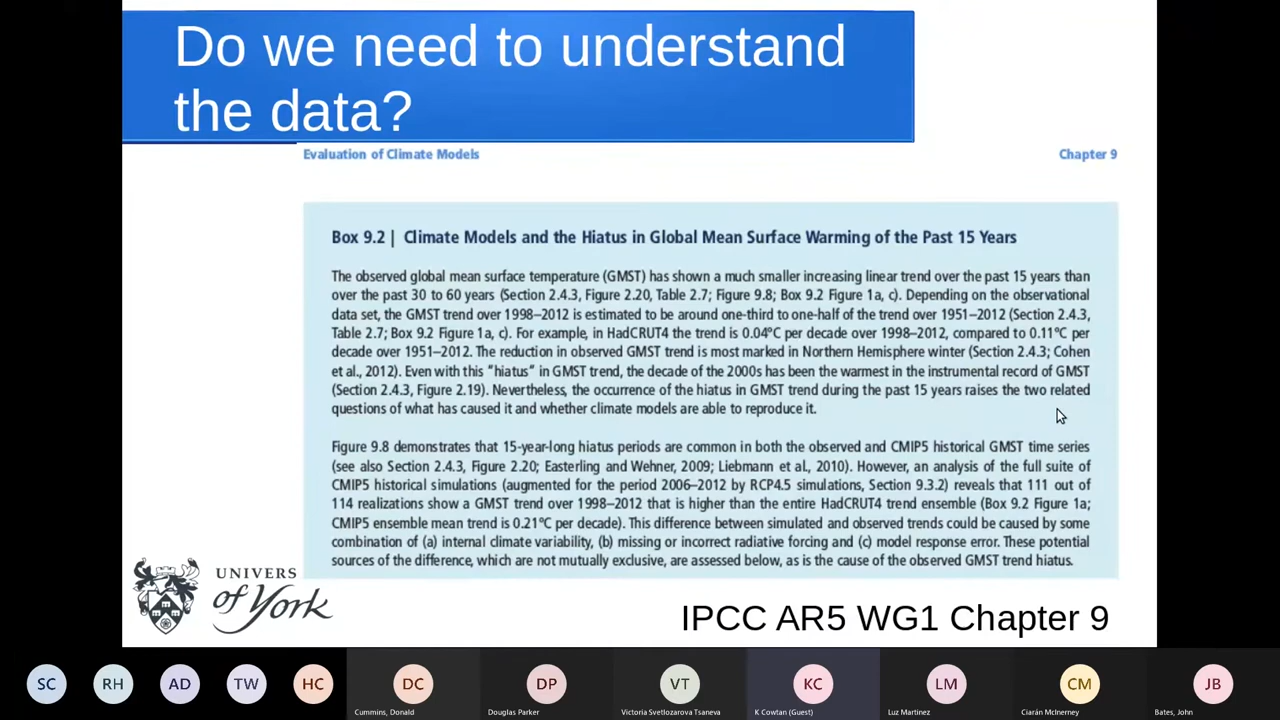 Do we need to understand
the data?
Evaluation of Climate Models
Chapter 9
Box 9.2 | Climate Models and the Hiatus in Global Mean Surface Warming of the Past 15 Years
The observed global mean surface temperature (GMST) has shown a much smaller increasing linear trend over the past 15 years than
over the past 30 to 60 years (Section 2.4.3, Figure 2.20, Table 2.7; Figure 9.8; Box 9.2 Figure 1a, c). Depending on the observational
data set, the GMST trend over 1998–2012 is estimated to be around one-third to one-half of the trend over 1951–2012 (Section 2.4.3,
Table 2.7; Box 9.2 Figure 1a, c). For example, in HadCRUT4 the trend is 0.04ºC per decade over 1998–2012, compared to 0.11ºC per
decade over 1951–2012. The reduction in observed GMST trend is most marked in Northern Hemisphere winter (Section 2.4.3; Cohen
et al., 2012). Even with this "hiatus" in GMST trend, the decade of the 2000s has been the warmest in the instrumental record of GMST
(Section 2.4.3, Figure 2.19). Nevertheless, the occurrence of the hiatus in GMST trend during the past 15 years raises the two related
questions of what has caused it and whether climate models are able to reproduce it.
Figure 9.8 demonstrates that 15-year-long hiatus periods are common in both the observed and CMIP5 historical GMST time series
(see also Section 2.4.3, Figure 2.20; Easterling and Wehner, 2009; Liebmann et al., 2010). However, an analysis of the full suite of
CMIP5 historical simulations (augmented for the period 2006–2012 by RCP4.5 simulations, Section 9.3.2) reveals that 111 out of
114 realizations show a GMST trend over 1998–2012 that is higher than the entire HadCRUT4 trend ensemble (Box 9.2 Figure 1a;
CMIP5 ensemble mean trend is 0.21ºC per decade). This difference between simulated and observed trends could be caused by some
combination of (a) internal climate variability, (b) missing or incorrect radiative forcing and (c) model response error. These potential
sources of the difference, which are not mutually exclusive, are assessed below, as is the cause of the observed GMST trend hiatus.
UNIVERS
of York
IPCC AR5 WG1 Chapter 9
SC
RH
AD
TW
HC
DC
DP
VT
KC
LM
CM
JB
Cummins, Donald
Douglas Parker
Victoria Svetlozarova Tsaneva
K Cowtan (Guest)
Luz Martinez
Ciarán McInerney
Bates, John